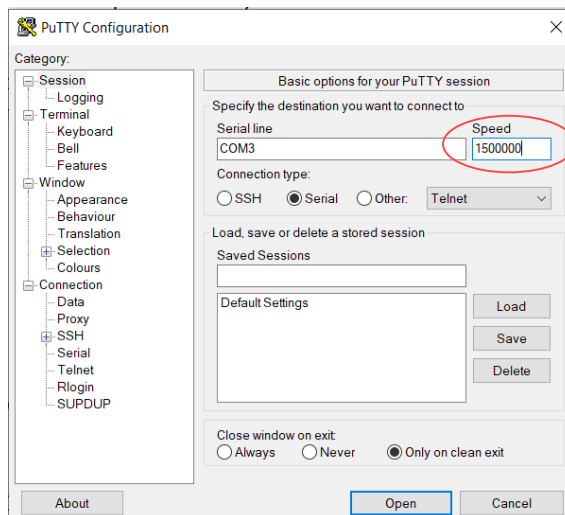 PuTTY Configuration
Category:
Session
Logging
Terminal
Keyboard
Bell
Features
Window
Appearance
Behaviour
Translation
Selection
Colours
Connection
Data
Proxy
SSH
Serial
Telnet
Rlogin
SUPDUP
Basic options for your PuTTY session
Specify the destination you want to connect to
Serial line Speed
COM3 1500000
Connection type:
SSH Serial Other: Telnet
Load, save or delete a stored session
Saved Sessions
Default Settings
Load
Save
Delete
Close window on exit:
Always Never Only on clean exit
About Open Cancel